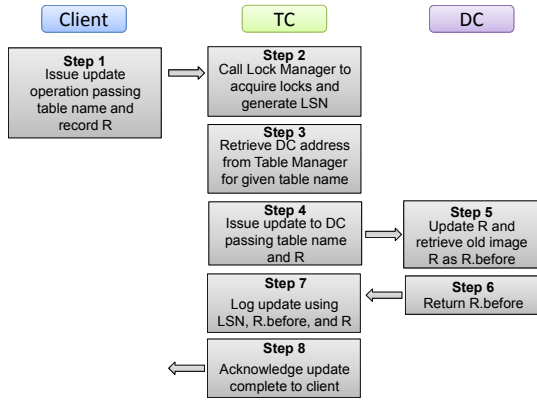 Client
TC
DC
Step 1
Issue update
operation passing
table name and
record R
Step 2
Call Lock Manager to
acquire locks and
generate LSN
Step 3
Retrieve DC address
from Table Manager
for given table name
Step 4
Issue update to DC
passing table name
and R
Step 5
Update R and
retrieve old image
R as R.before
Step 6
Return R.before
Step 7
Log update using
LSN, R.before, and R
Step 8
Acknowledge update
complete to client